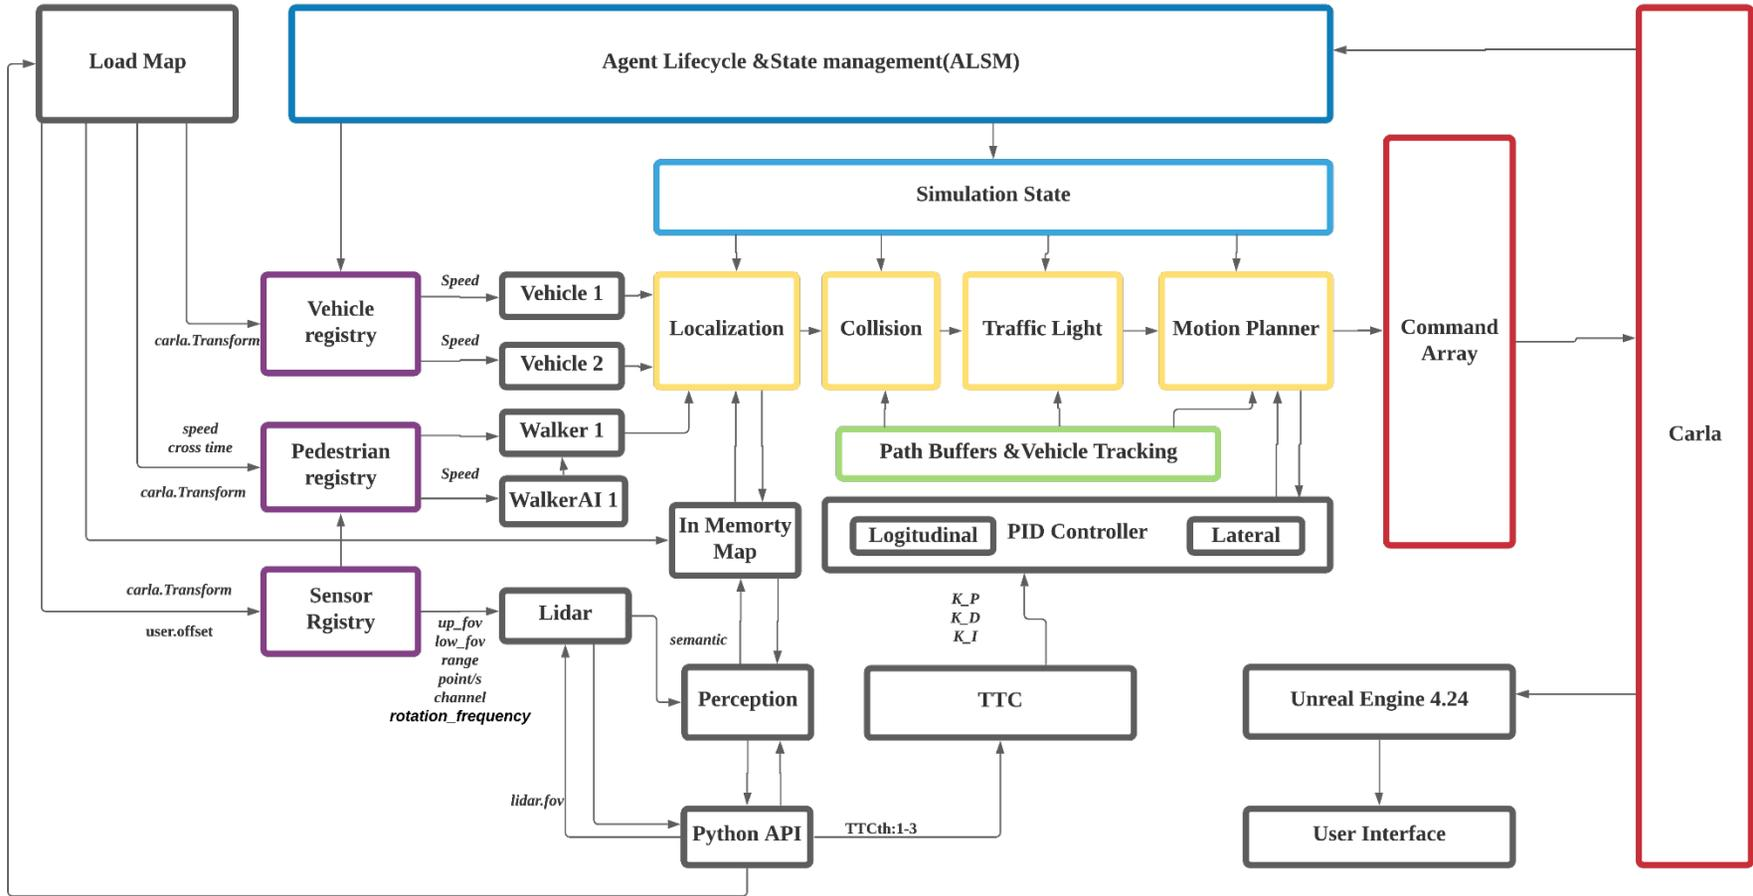 Load Map
Agent Lifecycle &State management(ALSM)
Simulation State
Vehicle
registry
carla.Transform
Speed
Speed
Vehicle 1
Vehicle 2
Localization
Collision
Traffic Light
Motion Planner
Command
Array
Carla
speed
cross time
carla.Transform
Pedestrian
registry
Speed
Walker 1
WalkerAI 1
Path Buffers &Vehicle Tracking
In Memorty
Map
Logitudinal
PID Controller
Lateral
carla.Transform
user.offset
Sensor
Rgistry
up_fov
low_fov
range
point/s
channel
rotation_frequency
Lidar
semantic
K_P
K_D
K_I
Perception
TTC
Unreal Engine 4.24
lidar.fov
Python API
TTCth:1-3
User Interface